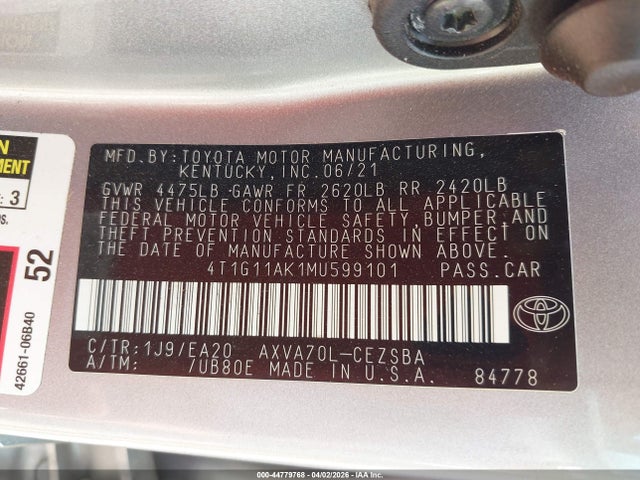 MFD.BY:TOYOTA MOTOR MANUFACTURING,
KENTUCKY,INC.06/21
GVWR 4475LB GAWR FR 2620LB RR 2420LB
THIS VEHICLE CONFORMS TO ALL APPLICABLE
FEDERAL MOTOR VEHICLE SAFETY, BUMPER AND
THEFT PREVENTION STANDARDS IN EFFECT ON
THE DATE OF MANUFACTURE SHOWN ABOVE.
4T1G11AK1MU599101 PASS.CAR
C/TR:1J9/EA20 AXVA70L-CEZSBA
A/TM: /UB80E MADE IN U.S.A. 84778
: 3
52
42661-06B40
000-44779768 - 04/02/2026 - IAA Inc.